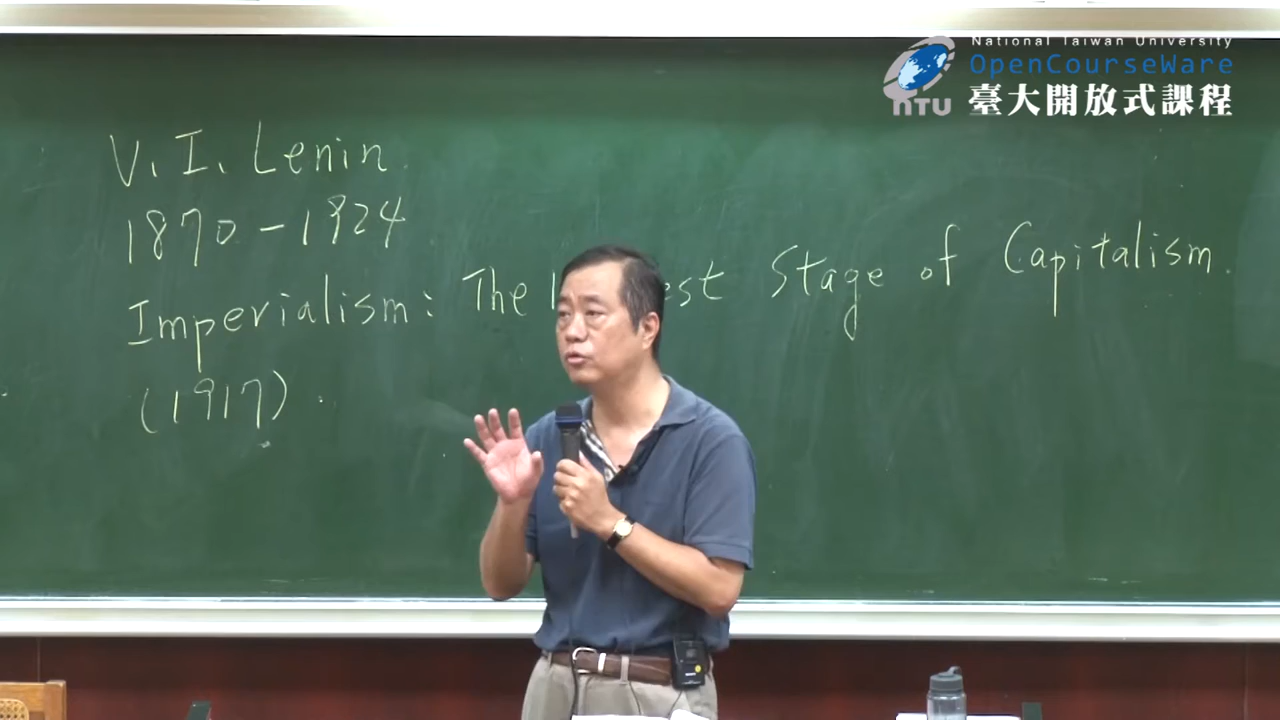 National Taiwan University
OpenCourseWare
臺大開放式課程
NTU
V. I. Lenin
1870-1924
Imperialism: The Stage of Capitalism.
(1917).